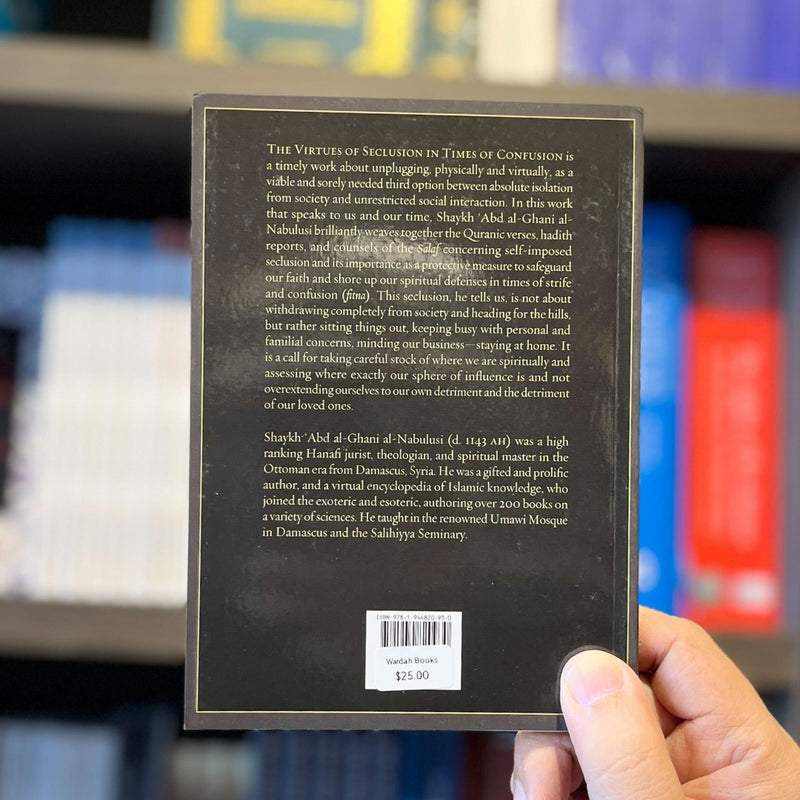 THE VIRTUES OF SECLUSION IN TIMES OF CONFUSION is
a timely work about unplugging, physically and virtually, as a
viable and sorely needed third option between absolute isolation
from society and unrestricted social interaction. In this work
that speaks to us and our time, Shaykh ʿAbd al-Ghani al-
Nabulusi brilliantly weaves together the Quranic verses, hadith
reports, and counsels of the Salaf concerning self-imposed
seclusion and its importance as a protective measure to safeguard
our faith and shore up our spiritual defenses in times of strife
and confusion (fitna). This seclusion, he tells us, is not about
withdrawing completely from society and heading for the hills,
but rather sitting things out, keeping busy with personal and
familial concerns, minding our business—staying at home. It
is a call for taking careful stock of where we are spiritually and
assessing where exactly our sphere of influence is and not
overextending ourselves to our own detriment and the detriment
of our loved ones.
Shaykh ʿAbd al-Ghani al-Nabulusi (d. 1143 AH) was a high
ranking Hanafi jurist, theologian, and spiritual master in the
Ottoman era from Damascus, Syria. He was a gifted and prolific
author, and a virtual encyclopedia of Islamic knowledge, who
joined the exoteric and esoteric, authoring over 200 books on
a variety of sciences. He taught in the renowned Umawi Mosque
in Damascus and the Salihiyya Seminary.
ISBN 978-1-944820-93-0
Wardah Books
$25.00